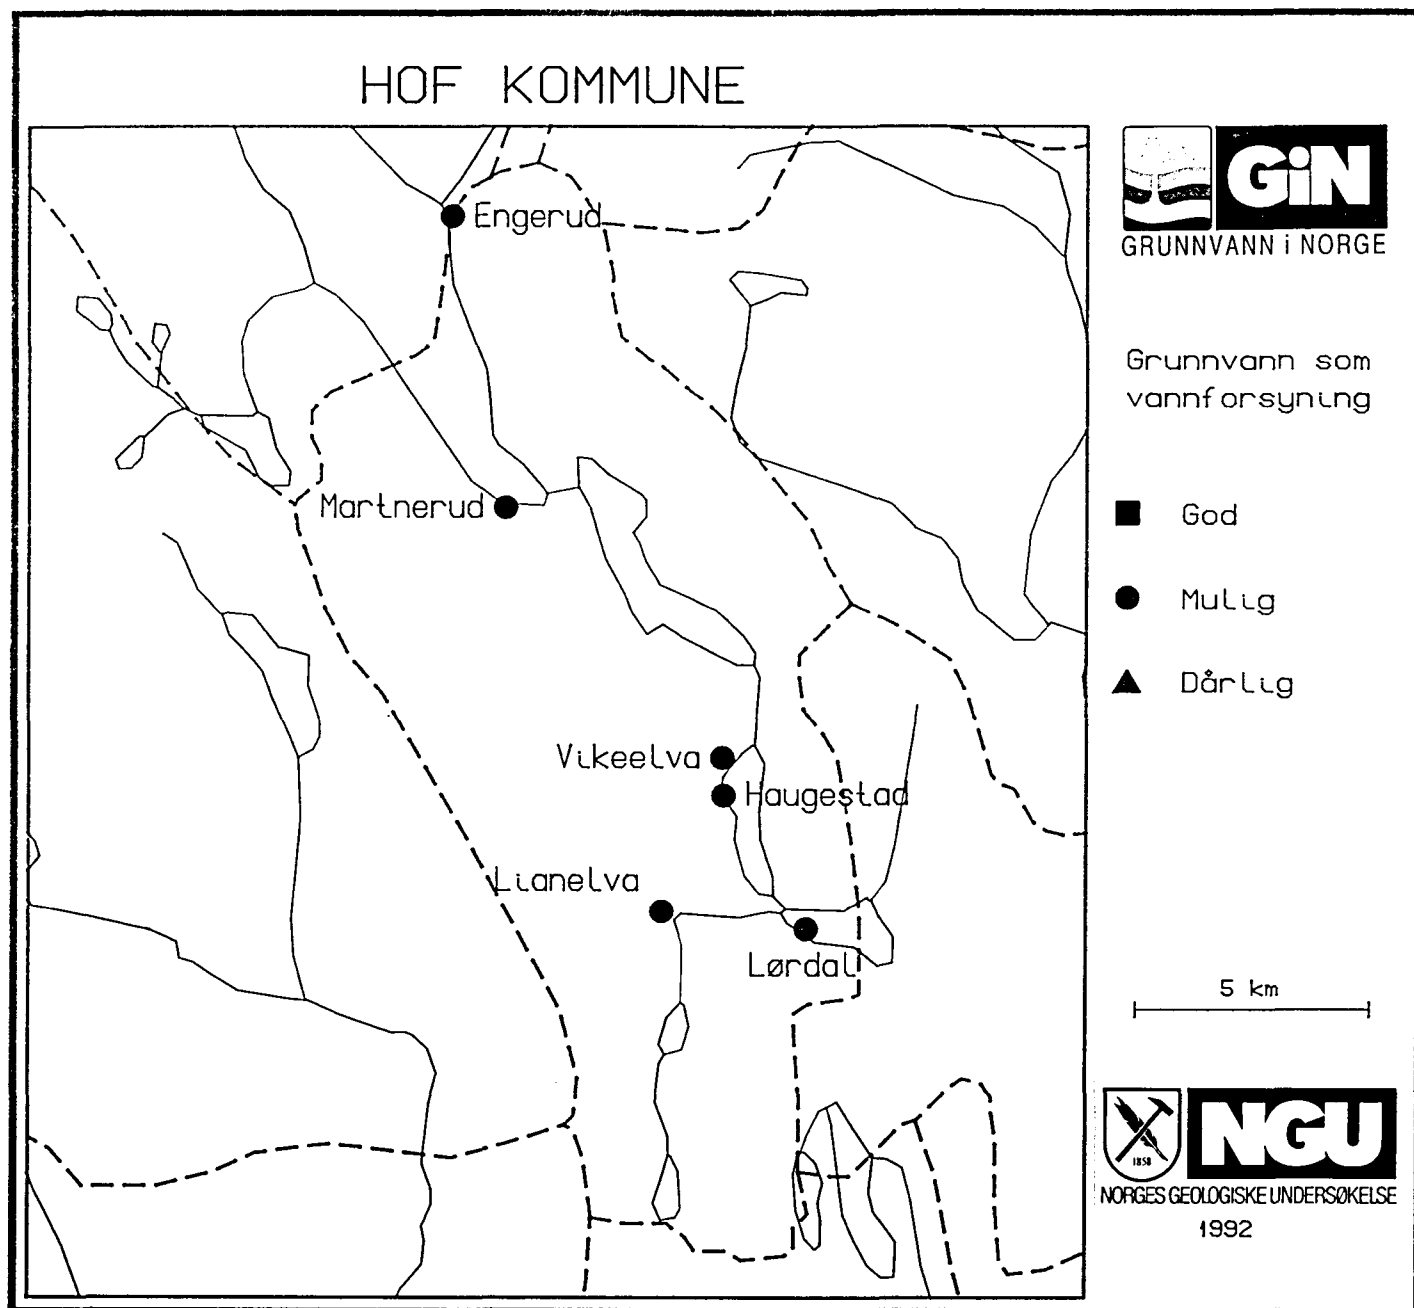 HOF KOMMUNE
GiN
GRUNNVANN i NORGE
Engerud
Grunnvann som
vannforsyning
Martnerud
God
Mulig
Dårlig
Vikeelva
Haugestad
Lianelva
Lørdal
5 km
1858
NGU
NORGES GEOLOGISKE UNDERSØKELSE
1992